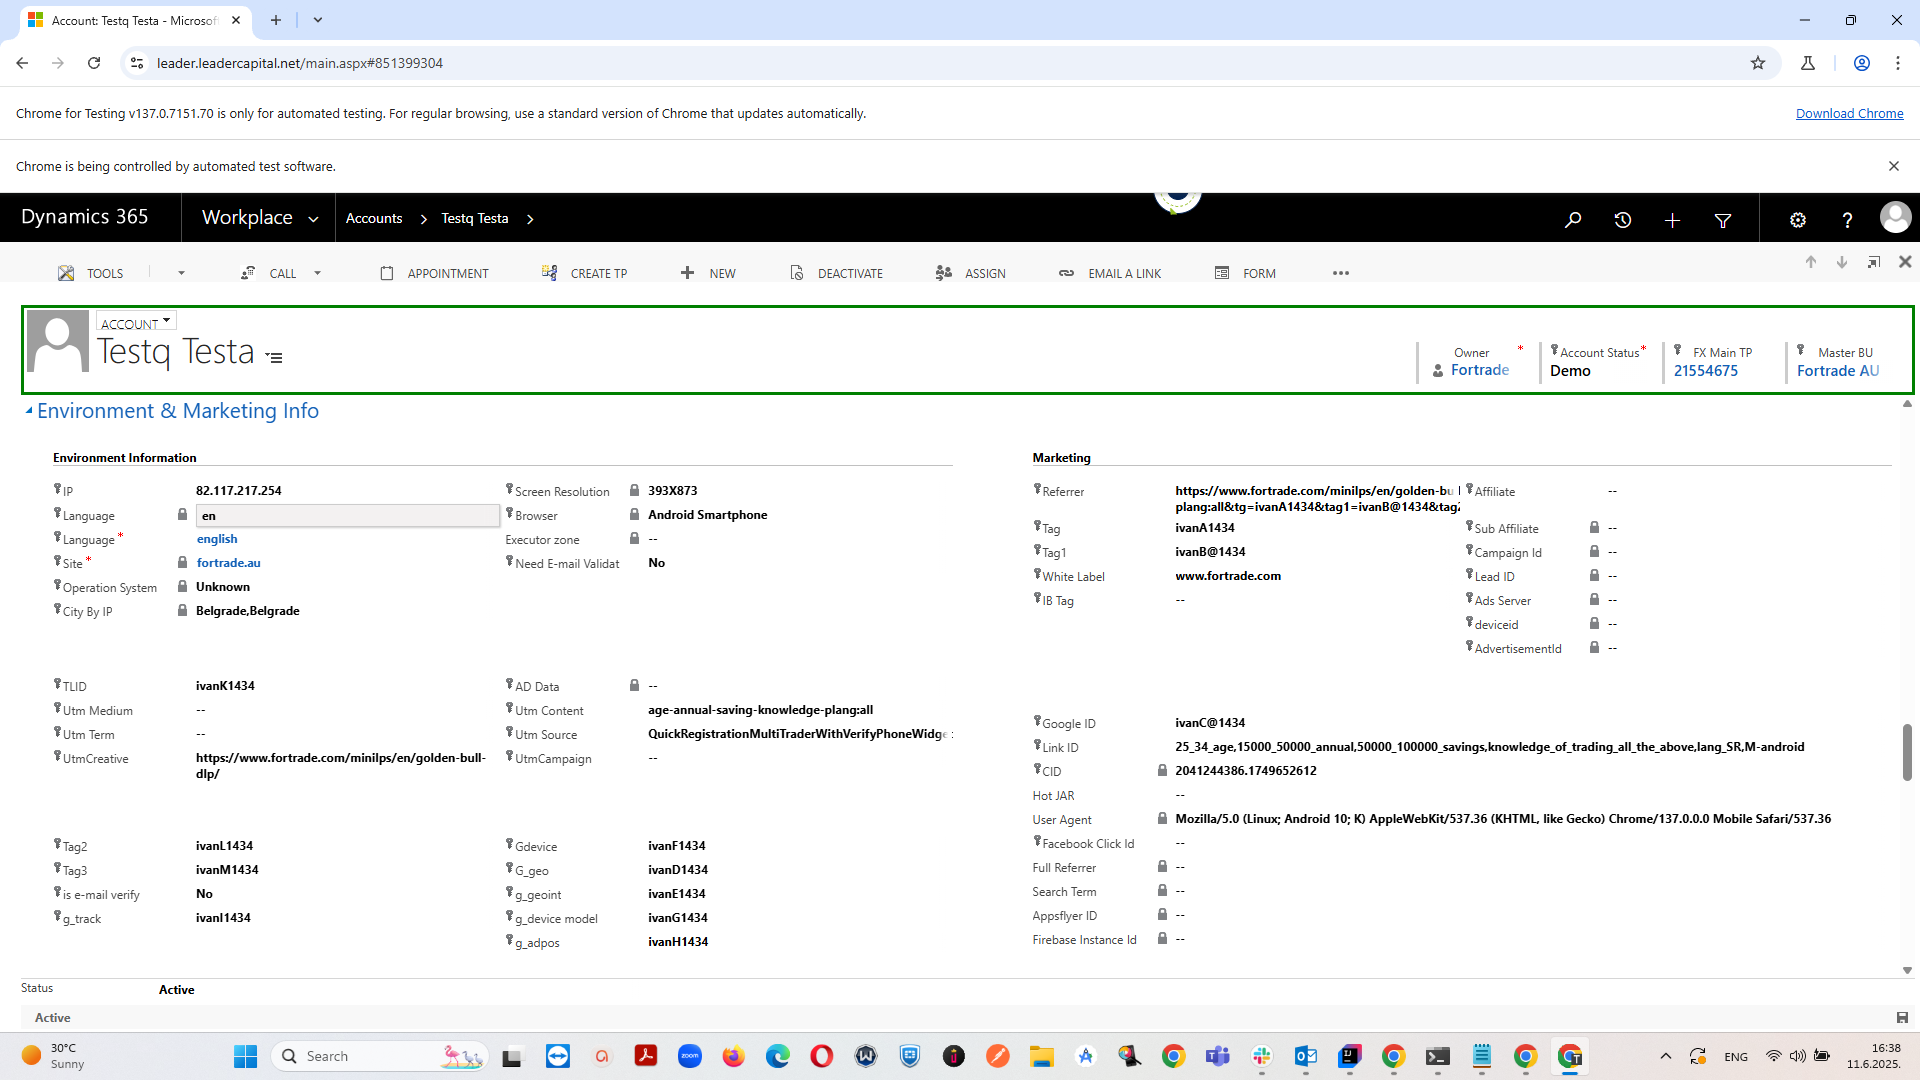 Account: Testq Testa - Microsof
leader.leadercapital.net/main.aspx#851399304
Chrome for Testing v137.0.7151.70 is only for automated testing. For regular browsing, use a standard version of Chrome that updates automatically.
Download Chrome
Chrome is being controlled by automated test software.
Dynamics 365
Workplace
Accounts
Testq Testa
TOOLS
CALL
APPOINTMENT
CREATE TP
NEW
DEACTIVATE
ASSIGN
EMAIL A LINK
FORM
ACCOUNT
Testq Testa
Owner *
Fortrade
Account Status *
Demo
FX Main TP
21554675
Master BU
Fortrade AU
Environment & Marketing Info
Environment Information
IP 82.117.217.254
Language en
Language * english
Site * fortrade.au
Operation System Unknown
City By IP Belgrade,Belgrade
Screen Resolution 393X873
Browser Android Smartphone
Executor zone --
Need E-mail Validat No
TLID ivanK1434
Utm Medium --
Utm Term --
UtmCreative https://www.fortrade.com/minilps/en/golden-bull-
dlp/
AD Data --
Utm Content age-annual-saving-knowledge-plang:all
Utm Source QuickRegistrationMultiTraderWithVerifyPhoneWidge
UtmCampaign --
Tag2 ivanL1434
Tag3 ivanM1434
is e-mail verify No
g_track ivanI1434
Gdevice ivanF1434
G_geo ivanD1434
g_geoint ivanE1434
g_device model ivanG1434
g_adpos ivanH1434
Marketing
Referrer https://www.fortrade.com/minilps/en/golden-bu
plang:all&tg=ivanA1434&tag1=ivanB@1434&tag2
Tag ivanA1434
Tag1 ivanB@1434
White Label www.fortrade.com
IB Tag --
Affiliate --
Sub Affiliate --
Campaign Id --
Lead ID --
Ads Server --
deviceid --
AdvertisementId --
Google ID ivanC@1434
Link ID 25_34_age,15000_50000_annual,50000_100000_savings,knowledge_of_trading_all_the_above,lang_SR,M-android
CID 2041244386.1749652612
Hot JAR --
User Agent Mozilla/5.0 (Linux; Android 10; K) AppleWebKit/537.36 (KHTML, like Gecko) Chrome/137.0.0.0 Mobile Safari/537.36
Facebook Click Id --
Full Referrer --
Search Term --
Appsflyer ID --
Firebase Instance Id --
Status Active
Active
30°C
Sunny
Search
zoom
ENG
16:38
11.6.2025.